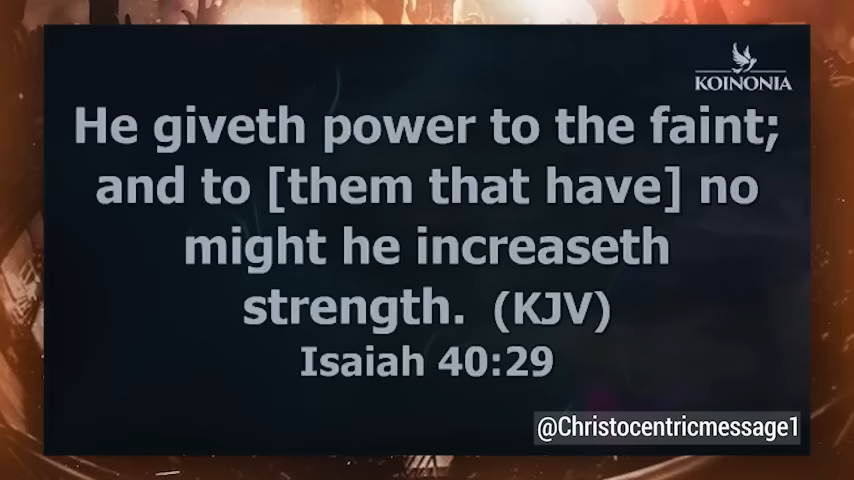 KOINONIA
He giveth power to the faint;
and to [them that have] no
might he increaseth
strength. (KJV)
Isaiah 40:29
@Christocentricmessage1